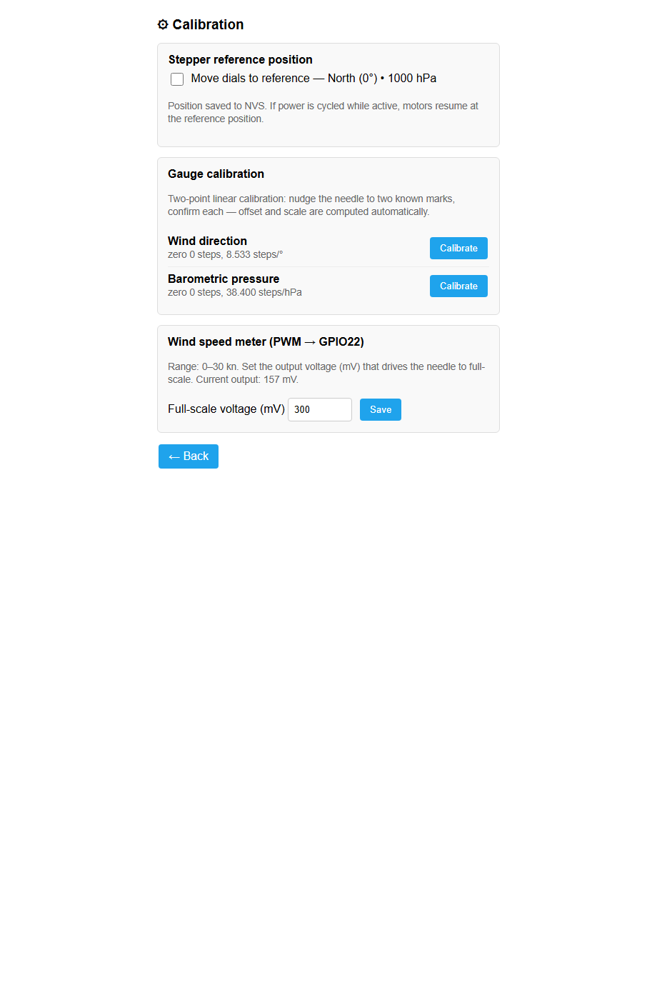 ⚙ Calibration
Stepper reference position
Move dials to reference — North (0°) • 1000 hPa
Position saved to NVS. If power is cycled while active, motors resume at
the reference position.
Gauge calibration
Two-point linear calibration: nudge the needle to two known marks,
confirm each — offset and scale are computed automatically.
Wind direction
zero 0 steps, 8.533 steps/°
Calibrate
Barometric pressure
zero 0 steps, 38.400 steps/hPa
Calibrate
Wind speed meter (PWM → GPIO22)
Range: 0–30 kn. Set the output voltage (mV) that drives the needle to full-
scale. Current output: 157 mV.
Full-scale voltage (mV) 300 Save
← Back